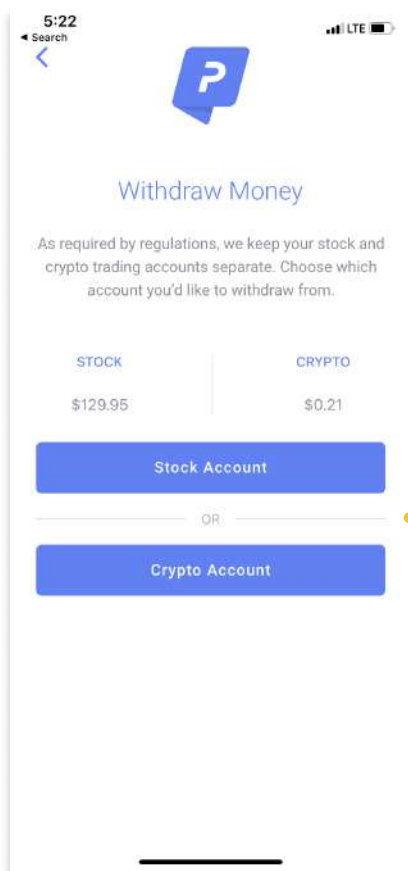 5:22
LTE
◀ Search
P
Withdraw Money
As required by regulations, we keep your stock and
crypto trading accounts separate. Choose which
account you'd like to withdraw from.
STOCK
CRYPTO
$129.95
$0.21
Stock Account
OR
Crypto Account